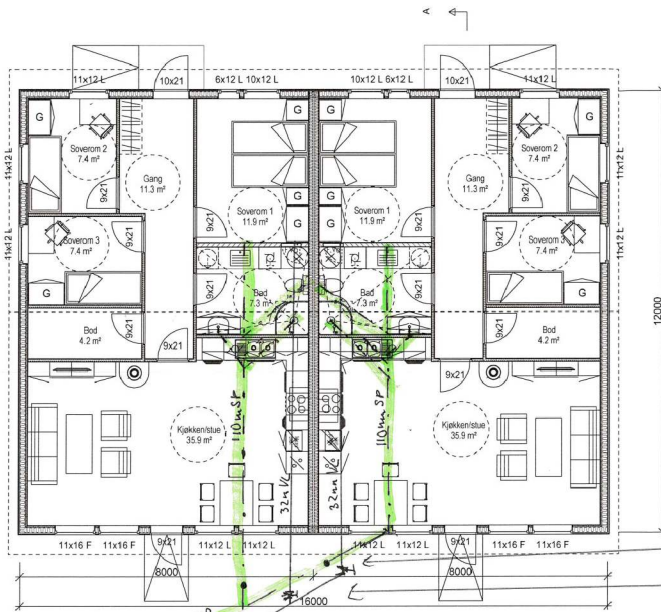 A
11x12 L
10x21
6x12 L 10x12 L
10x12 L 6x12 L
10x21
11x12 L
G
Soverom 2
7.4 m²
9x21
11x12 L
Gang
11.3 m²
G
Soverom 1
11.9 m²
G
G
9x21
G
Soverom 1
11.9 m²
G
G
9x21
Gang
11.3 m²
Soverom 2
7.4 m²
G
9x21
11x12 L
Soverom 3
7.4 m²
9x21
G
11x12 L
Bad
7.3 m²
9x21
Bad
7.3 m²
9x21
Soverom 3
7.4 m²
9x21
G
11x12 L
Bod
4.2 m²
9x21
9x21
Bod
4.2 m²
9x21
9x21
12000
Kjøkken/stue
35.9 m²
110mm SP
32mm VL
Kjøkken/stue
35.9 m²
110mm SP
32mm VL
11x16 F
11x16 F
9x21
11x12 L
11x12 L
11x12 L
11x12 L
9x21
11x16 F
11x16 F
8000
8000
16000